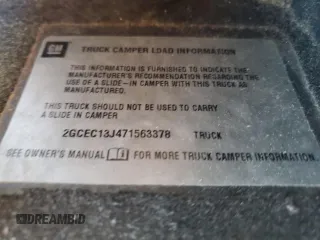 GM
TRUCK CAMPER LOAD INFORMATION
THIS INFORMATION IS FURNISHED TO INDICATE THE
MANUFACTURER'S RECOMMENDATION REGARDING
THE USE OF SLIDE-IN CAMPER WITH THIS TRUCK AS
MANUFACTURED.
THIS TRUCK SHOULD NOT BE USED TO CARRY
A SLIDE IN CAMPER
2GCEC13J471563378 TRUCK
SEE OWNER'S MANUAL FOR MORE TRUCK CAMPER INFORMATION
© DREAMBID